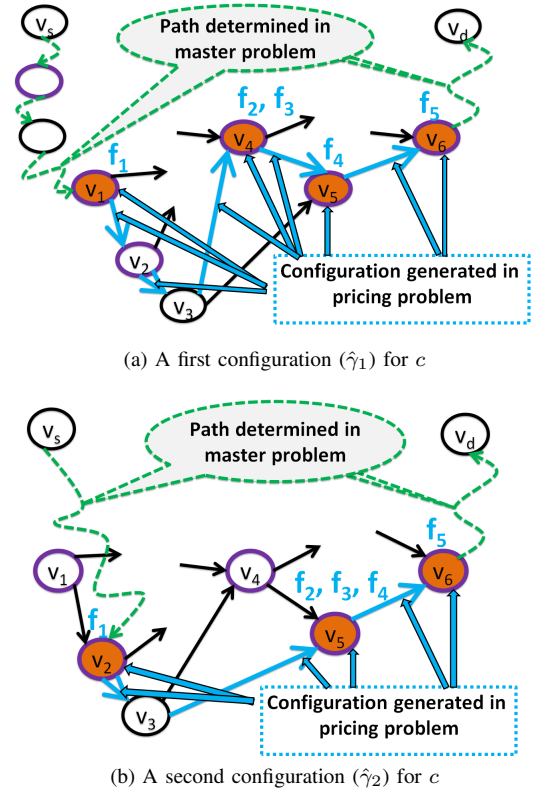 Path determined in
master problem
v_s
v_d
f_2, f_3
f_5
f_1
v_4
f_4
v_6
v_1
v_5
v_2
v_3
Configuration generated in
pricing problem
(a) A first configuration (γ̂_1) for c
v_s
Path determined in
master problem
v_d
f_5
v_1
v_4
f_2, f_3, f_4
v_6
f_1
v_5
v_2
v_3
Configuration generated in
pricing problem
(b) A second configuration (γ̂_2) for c